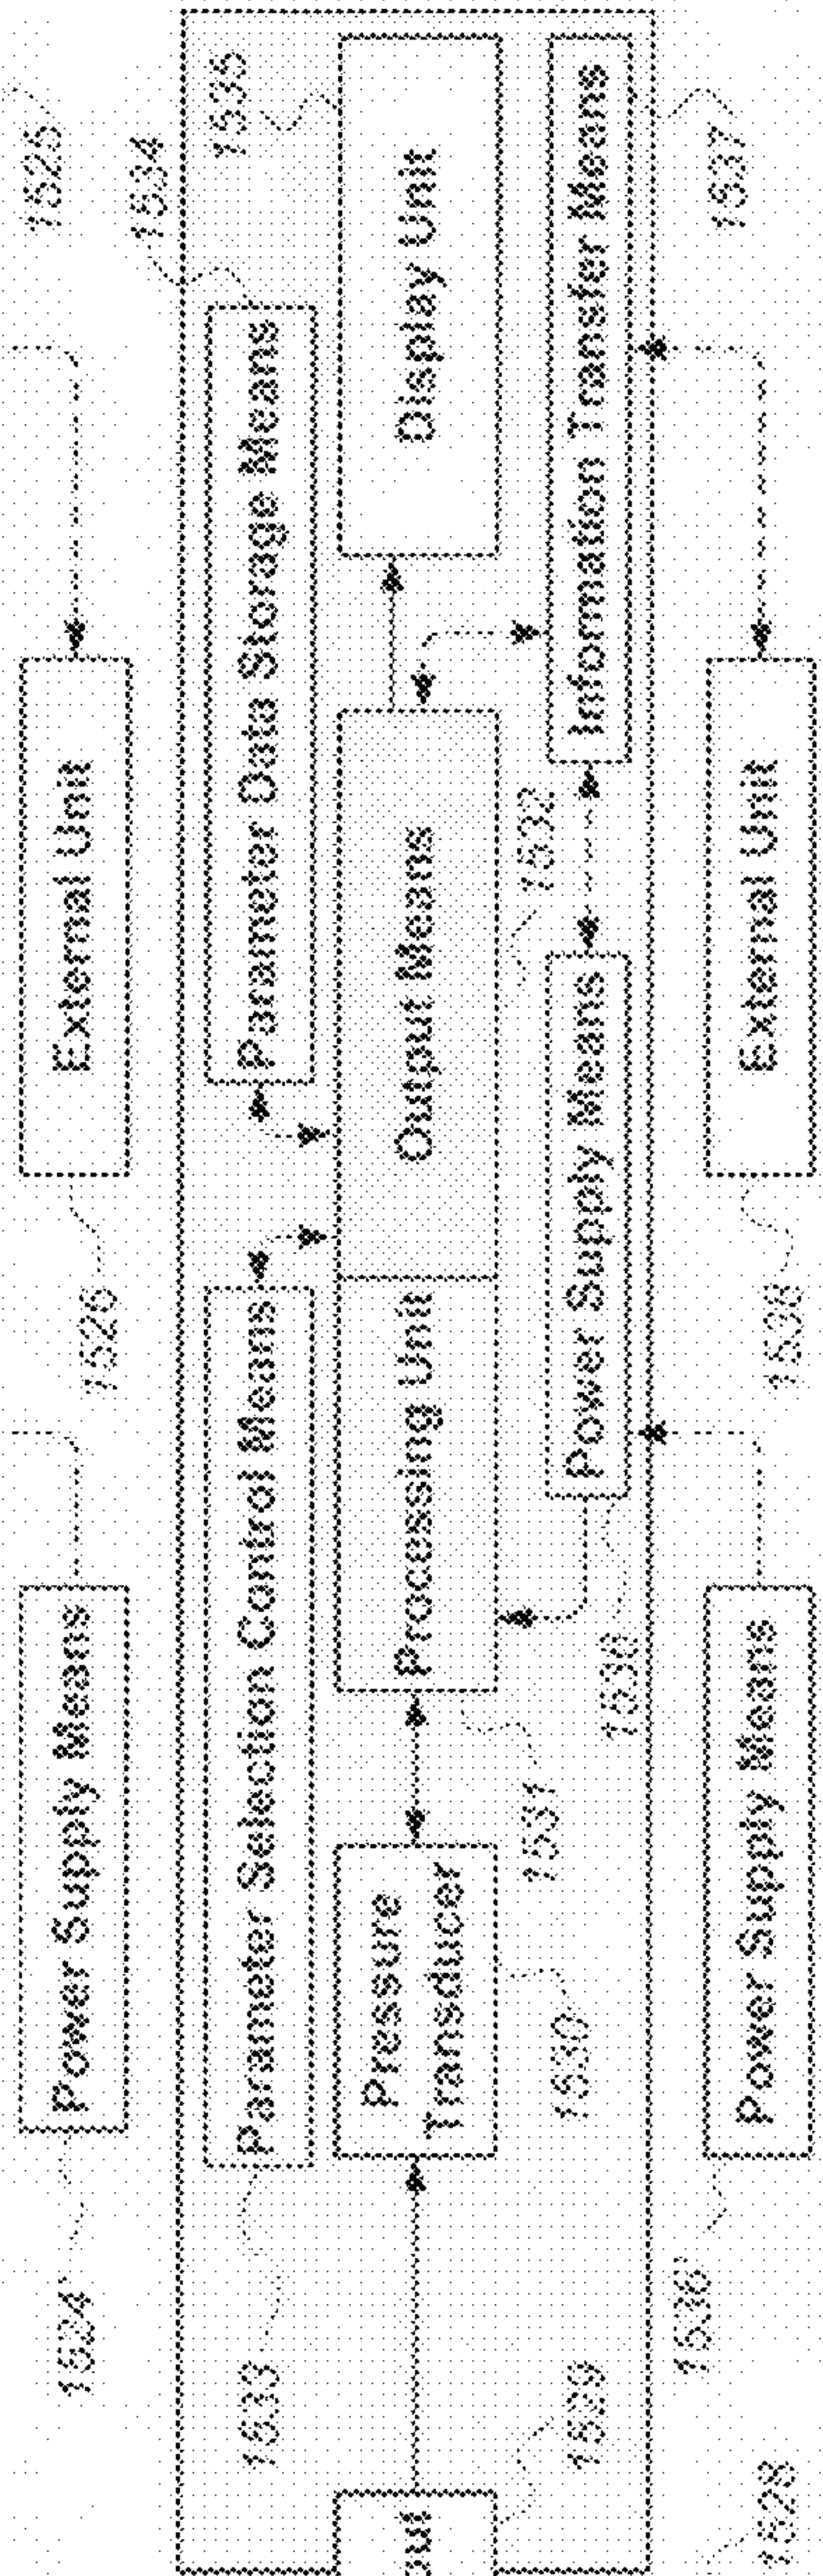 1525
Power Supply Means
External Unit
1524'
1526
1534
1533
Parameter Selection Control Means
Parameter Data Storage Means
1535
Pressure
Transducer
Processing Unit
Output Means
Display Unit
1529
1530
1531
1532
1536
Power Supply Means
Information Transfer Means
1536'
1537
Power Supply Means
External Unit
1538
1528